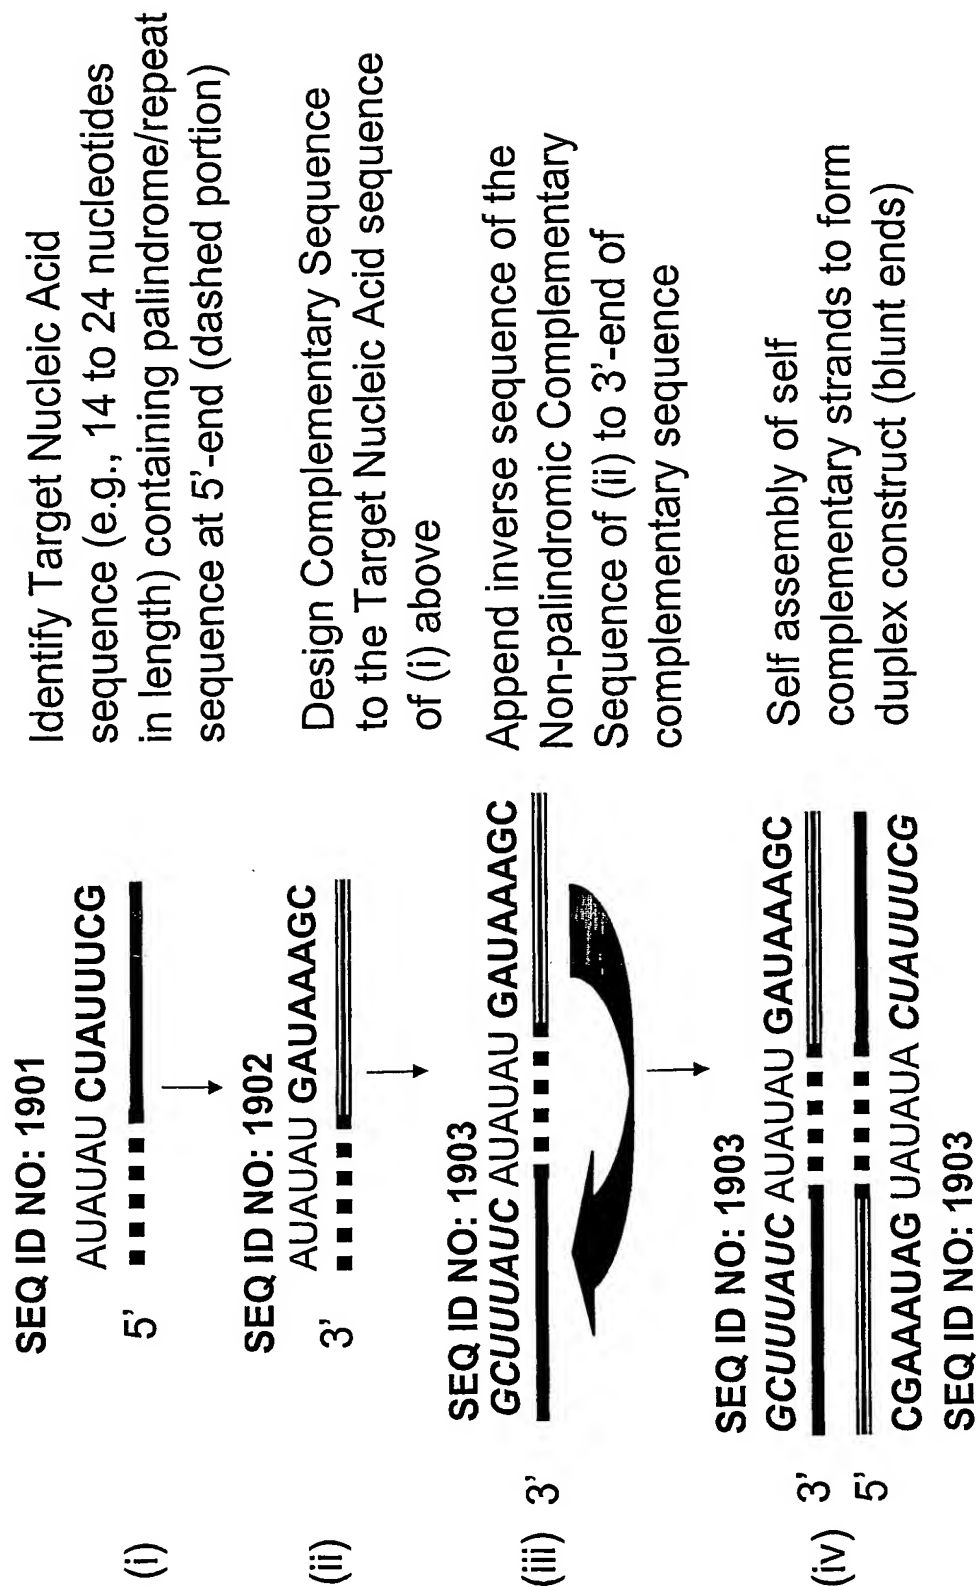 SEQ ID NO: 1901
AUAUAU CUAUUUCG
(i)
5'
Identify Target Nucleic Acid
sequence (e.g., 14 to 24 nucleotides
in length) containing palindrome/repeat
sequence at 5'-end (dashed portion)
SEQ ID NO: 1902
AUAUAU GAUAAAGC
(ii)
3'
Design Complementary Sequence
to the Target Nucleic Acid sequence
of (i) above
SEQ ID NO: 1903
GCUUUAUC AUAUAU GAUAAAGC
(iii) 3'
Append inverse sequence of the
Non-palindromic Complementary
Sequence of (ii) to 3'-end of
complementary sequence
SEQ ID NO: 1903
GCUUUAUC AUAUAU GAUAAAGC
(iv)
3'
5'
CGAAAUAG UAUAUA CUAUUUCG
SEQ ID NO: 1903
Self assembly of self
complementary strands to form
duplex construct (blunt ends)